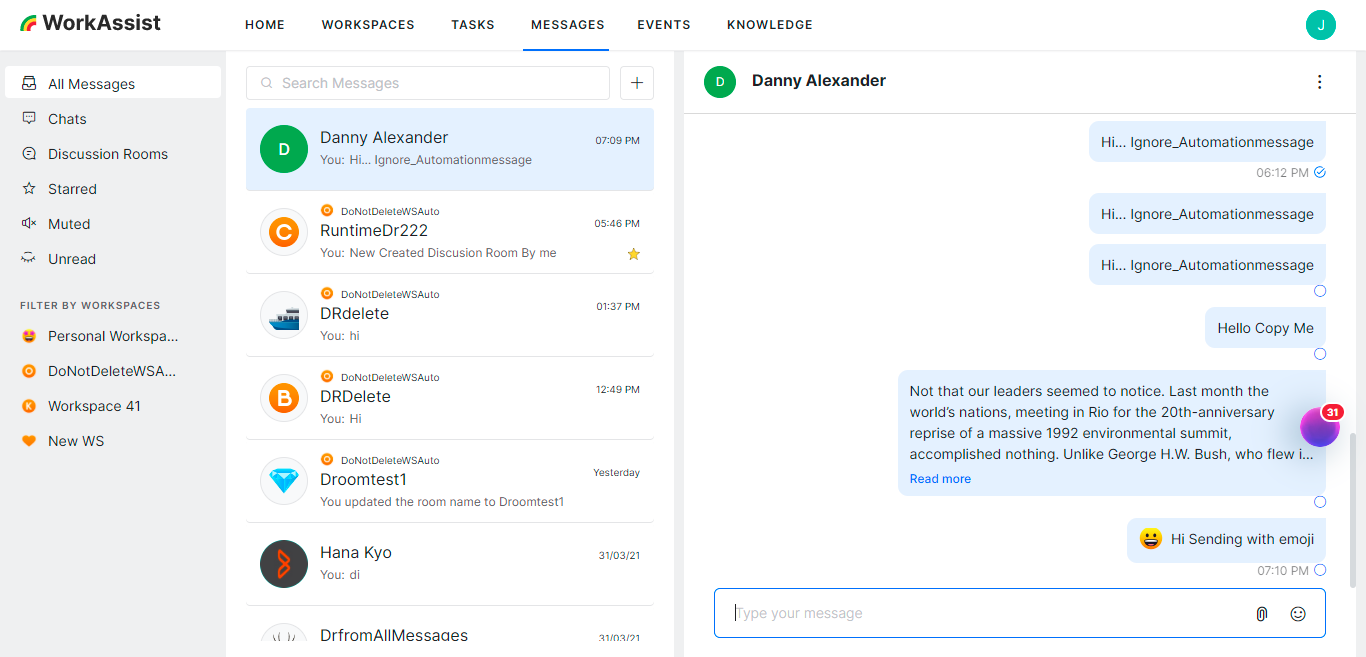 WorkAssist
HOME WORKSPACES TASKS MESSAGES EVENTS KNOWLEDGE
J
All Messages
Chats
Discussion Rooms
Starred
Muted
Unread
FILTER BY WORKSPACES
Personal Workspa...
DoNotDeleteWSA...
K Workspace 41
New WS
Search Messages
+
D
Danny Alexander
07:09 PM
You: Hi... Ignore_Automationmessage
C
DoNotDeleteWSAuto
RuntimeDr222
05:46 PM
You: New Created Discusion Room By me
DoNotDeleteWSAuto
DRdelete
01:37 PM
You: hi
B
DoNotDeleteWSAuto
DRDelete
12:49 PM
You: Hi
DoNotDeleteWSAuto
Droomtest1
Yesterday
You updated the room name to Droomtest1
Hana Kyo
31/03/21
You: di
DrfromAllMessages
31/03/21
D Danny Alexander
Hi... Ignore_Automationmessage
06:12 PM
Hi... Ignore_Automationmessage
Hi... Ignore_Automationmessage
Hello Copy Me
Not that our leaders seemed to notice. Last month the
world’s nations, meeting in Rio for the 20th-anniversary
reprise of a massive 1992 environmental summit,
accomplished nothing. Unlike George H.W. Bush, who flew i...
Read more
31
😀 Hi Sending with emoji
07:10 PM
Type your message